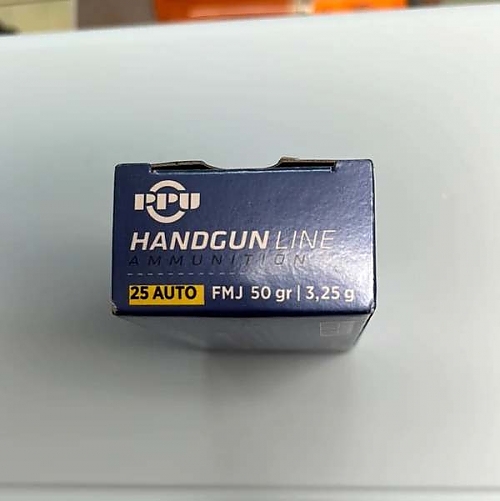 PPU
HANDGUN LINE
AMMUNITION
25 AUTO FMJ 50 gr | 3,25 g